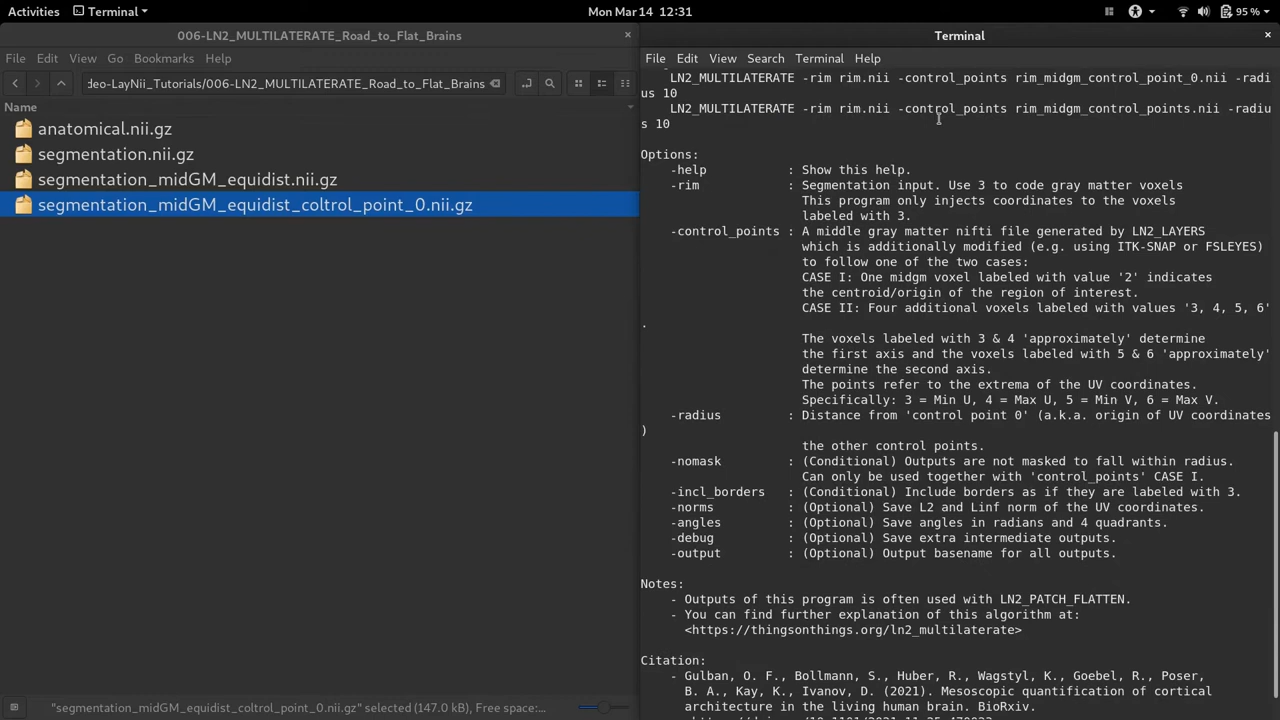 Activities
Terminal
Mon Mar 14 12:31
95 %
006-LN2_MULTILATERATE_Road_to_Flat_Brains
×
Terminal
×
File Edit View Go Bookmarks Help
File Edit View Search Terminal Help
deo-LayNii_Tutorials/006-LN2_MULTILATERATE_Road_to_Flat_Brains
Name
anatomical.nii.gz
segmentation.nii.gz
segmentation_midGM_equidist.nii.gz
segmentation_midGM_equidist_coltrol_point_0.nii.gz
"segmentation_midGM_equidist_coltrol_point_0.nii.gz" selected (147.0 kB), Free space:...
LN2_MULTILATERATE -rim rim.nii -control_points rim_midgm_control_point_0.nii -radi
us 10
LN2_MULTILATERATE -rim rim.nii -control_points rim_midgm_control_points.nii -radiu
s 10
Options:
-help : Show this help.
-rim : Segmentation input. Use 3 to code gray matter voxels
This program only injects coordinates to the voxels
labeled with 3.
-control_points : A middle gray matter nifti file generated by LN2_LAYERS
which is additionally modified (e.g. using ITK-SNAP or FSLEYES)
to follow one of the two cases:
CASE I: One midgm voxel labeled with value '2' indicates
the centroid/origin of the region of interest.
CASE II: Four additional voxels labeled with values '3, 4, 5, 6'
.
The voxels labeled with 3 & 4 'approximately' determine
the first axis and the voxels labeled with 5 & 6 'approximately'
determine the second axis.
The points refer to the extrema of the UV coordinates.
Specifically: 3 = Min U, 4 = Max U, 5 = Min V, 6 = Max V.
-radius : Distance from 'control point 0' (a.k.a. origin of UV coordinates
)
the other control points.
-nomask : (Conditional) Outputs are not masked to fall within radius.
Can only be used together with 'control_points' CASE I.
-incl_borders : (Conditional) Include borders as if they are labeled with 3.
-norms : (Optional) Save L2 and Linf norm of the UV coordinates.
-angles : (Optional) Save angles in radians and 4 quadrants.
-debug : (Optional) Save extra intermediate outputs.
-output : (Optional) Output basename for all outputs.
Notes:
- Outputs of this program is often used with LN2_PATCH_FLATTEN.
- You can find further explanation of this algorithm at:
<https://thingsonthings.org/ln2_multilaterate>
Citation:
- Gulban, O. F., Bollmann, S., Huber, R., Wagstyl, K., Goebel, R., Poser,
B. A., Kay, K., Ivanov, D. (2021). Mesoscopic quantification of cortical
architecture in the living human brain. BioRxiv.